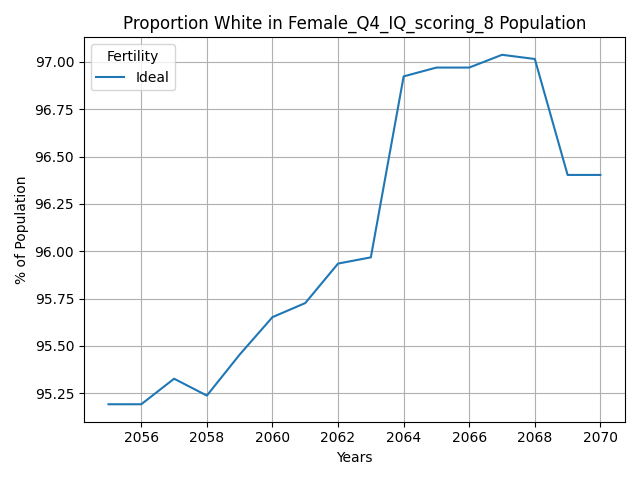 Proportion White in Female_Q4_IQ_scoring_8 Population
Fertility
Ideal
97.00
96.75
96.50
96.25
96.00
95.75
95.50
95.25
% of Population
2056 2058 2060 2062 2064 2066 2068 2070
Years